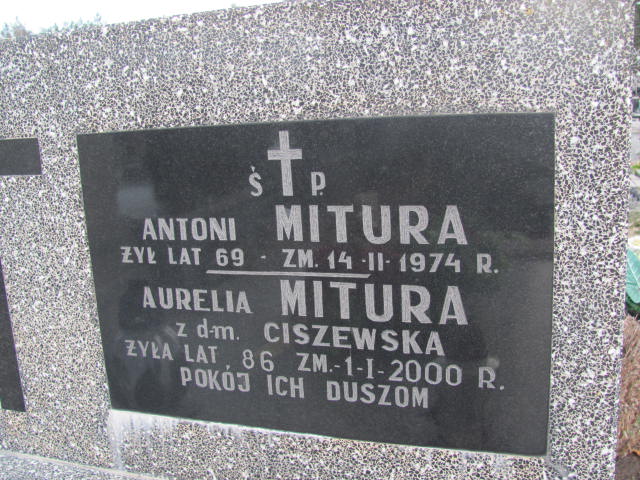 Ś P.
ANTONI MITURA
ŻYŁ LAT 69 - ZM. 14-II-1974 R.
AURELIA MITURA
z d-m. CISZEWSKA
ŻYŁA LAT 86 ZM.-1-I-2000 R.
POKÓJ ICH DUSZOM